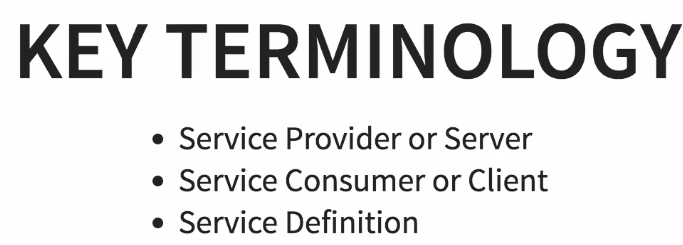 KEY TERMINOLOGY
• Service Provider or Server
• Service Consumer or Client
• Service Definition